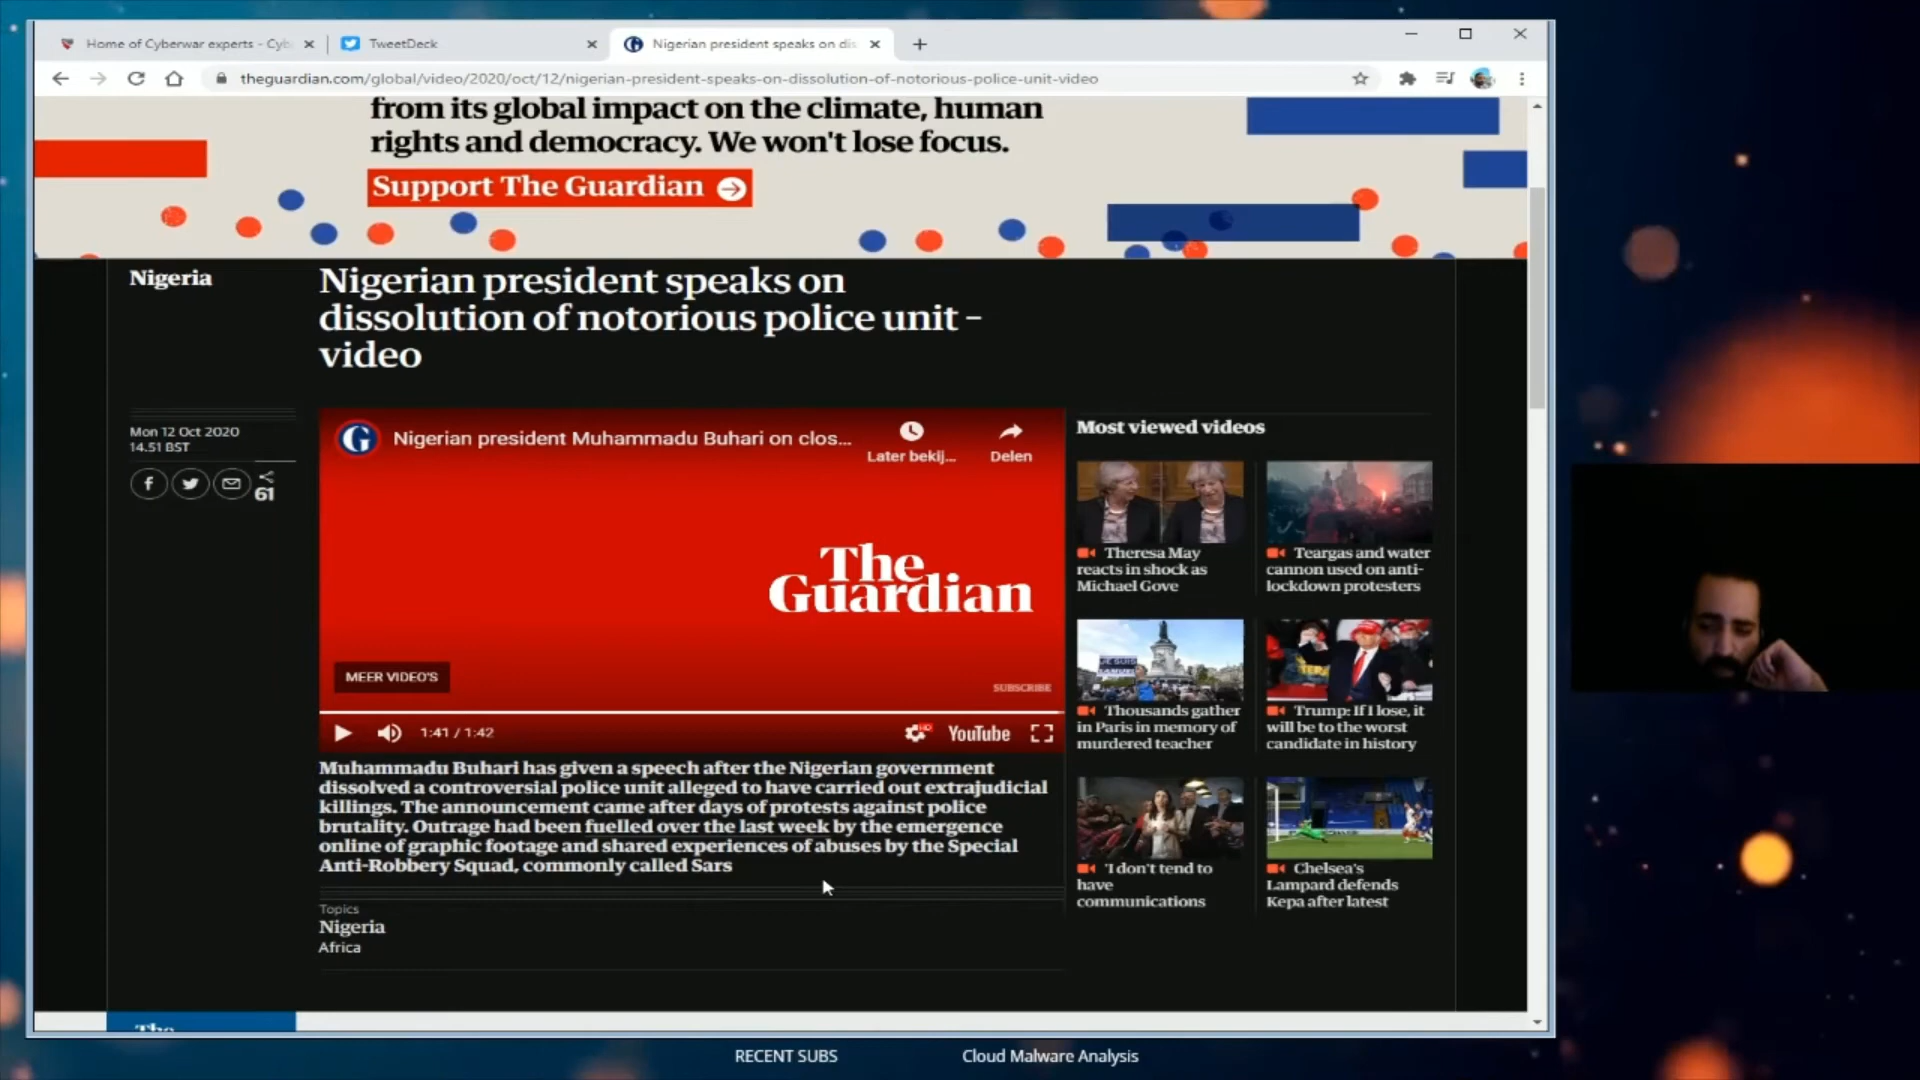 Home of Cyberwar experts - Cyb
TweetDeck
Nigerian president speaks on dis
theguardian.com/global/video/2020/oct/12/nigerian-president-speaks-on-dissolution-of-notorious-police-unit-video
from its global impact on the climate, human
rights and democracy. We won't lose focus.
Support The Guardian
Nigeria
Nigerian president speaks on
dissolution of notorious police unit –
video
Mon 12 Oct 2020
14.51 BST
61
Nigerian president Muhammadu Buhari on clos...
Later bekij...
Delen
The
Guardian
MEER VIDEO'S
SUBSCRIBE
1:41 / 1:42
HD
YouTube
Muhammadu Buhari has given a speech after the Nigerian government
dissolved a controversial police unit alleged to have carried out extrajudicial
killings. The announcement came after days of protests against police
brutality. Outrage had been fuelled over the last week by the emergence
online of graphic footage and shared experiences of abuses by the Special
Anti-Robbery Squad, commonly called Sars
Topics
Nigeria
Africa
Most viewed videos
Theresa May
reacts in shock as
Michael Gove
Teargas and water
cannon used on anti-
lockdown protesters
Thousands gather
in Paris in memory of
murdered teacher
Trump: If I lose, it
will be to the worst
candidate in history
'I don't tend to
have
communications
Chelsea's
Lampard defends
Kepa after latest
The
RECENT SUBS
Cloud Malware Analysis